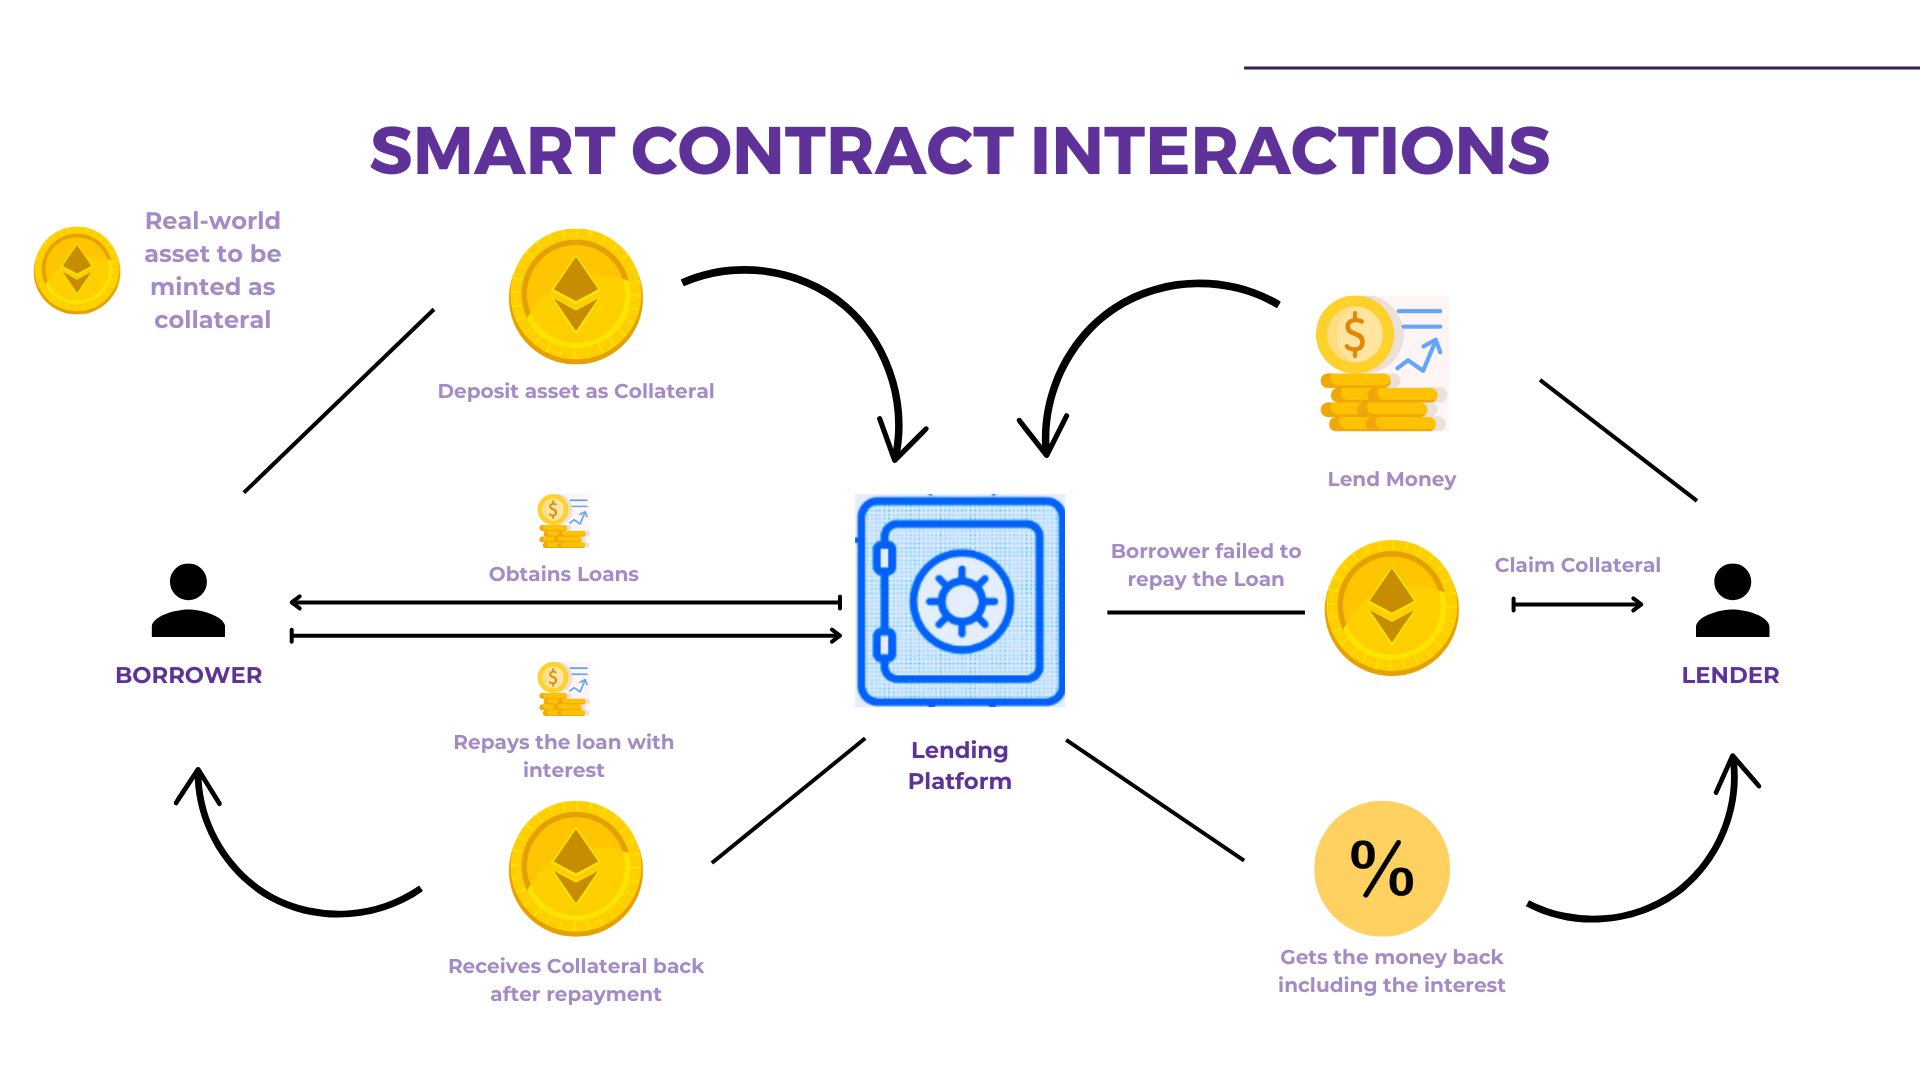 SMART CONTRACT INTERACTIONS
Real-world
asset to be
minted as
collateral
Deposit asset as Collateral
Lend Money
Obtains Loans
Borrower failed to
repay the Loan
Claim Collateral
BORROWER
LENDER
Repays the loan with
interest
Lending
Platform
%
Receives Collateral back
after repayment
Gets the money back
including the interest